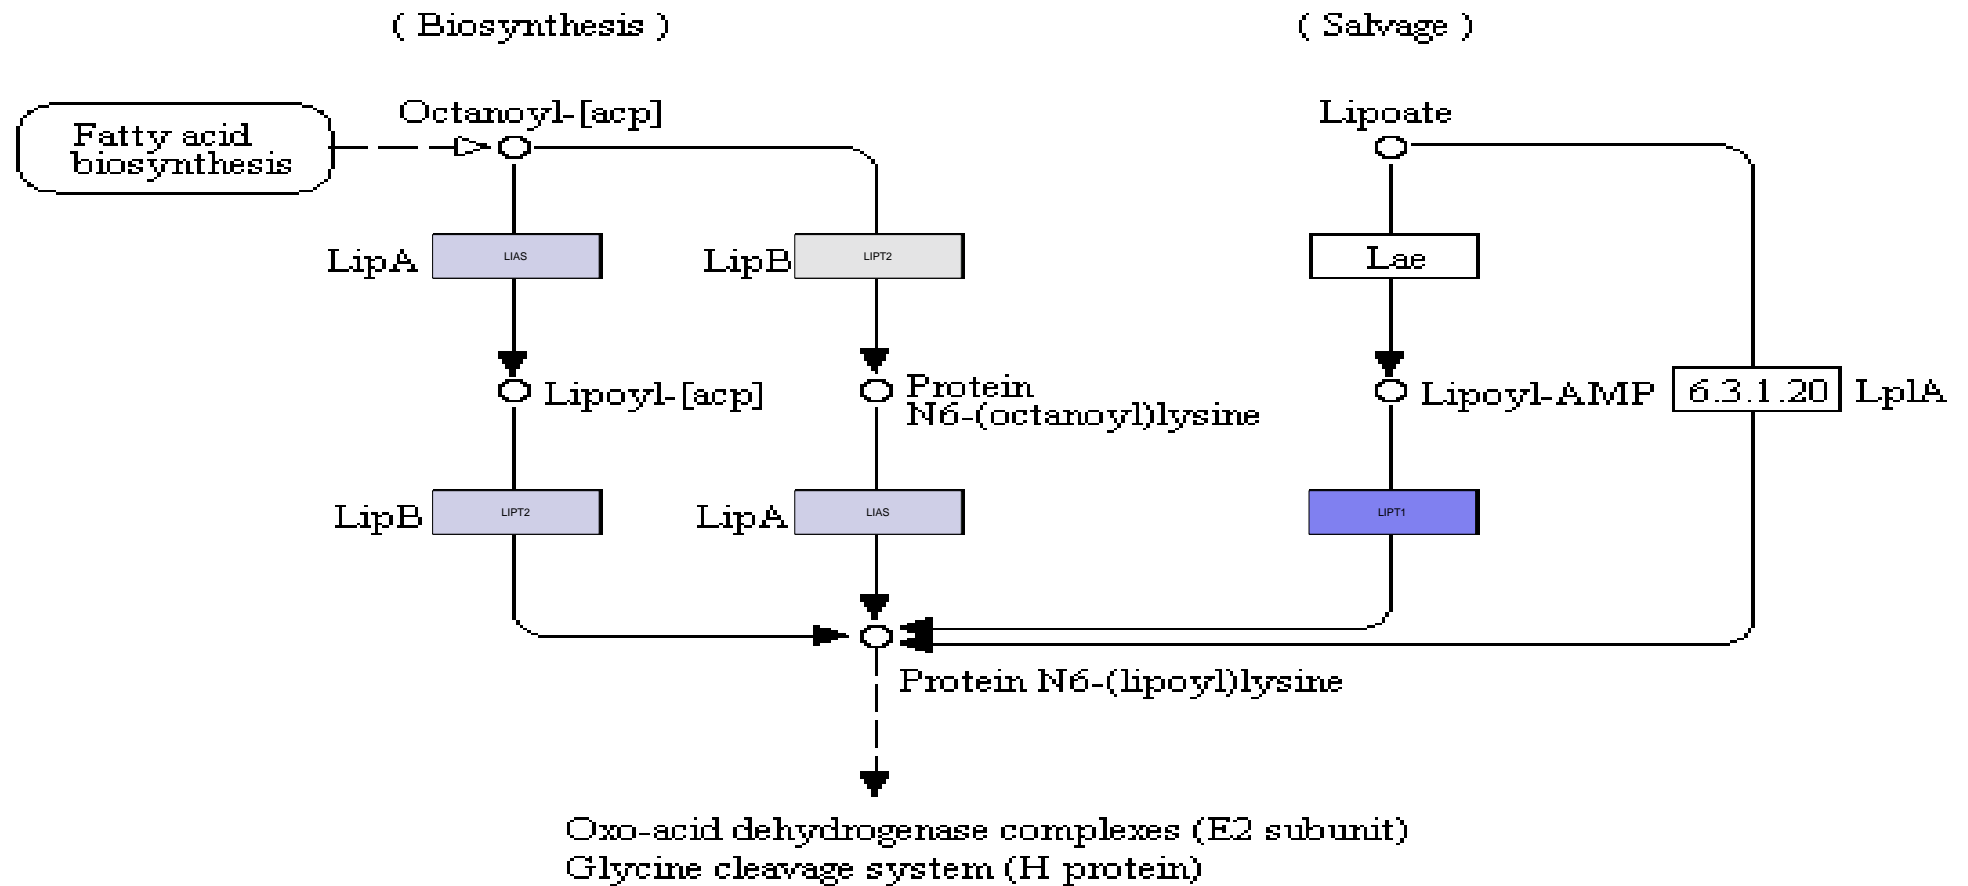 ( Biosynthesis )
( Salvage )
Octanoyl-[acp]
Lipoate
Fatty acid
biosynthesis
LipA
LIAS
LipB
LIPT2
Lae
Lipoyl-[acp]
Protein
N6-(octanoyl)lysine
Lipoyl-AMP
6.3.1.20
LplA
LipB
LIPT2
LipA
LIAS
LIPT1
Protein N6-(lipoyl)lysine
Oxo-acid dehydrogenase complexes (E2 subunit)
Glycine cleavage system (H protein)